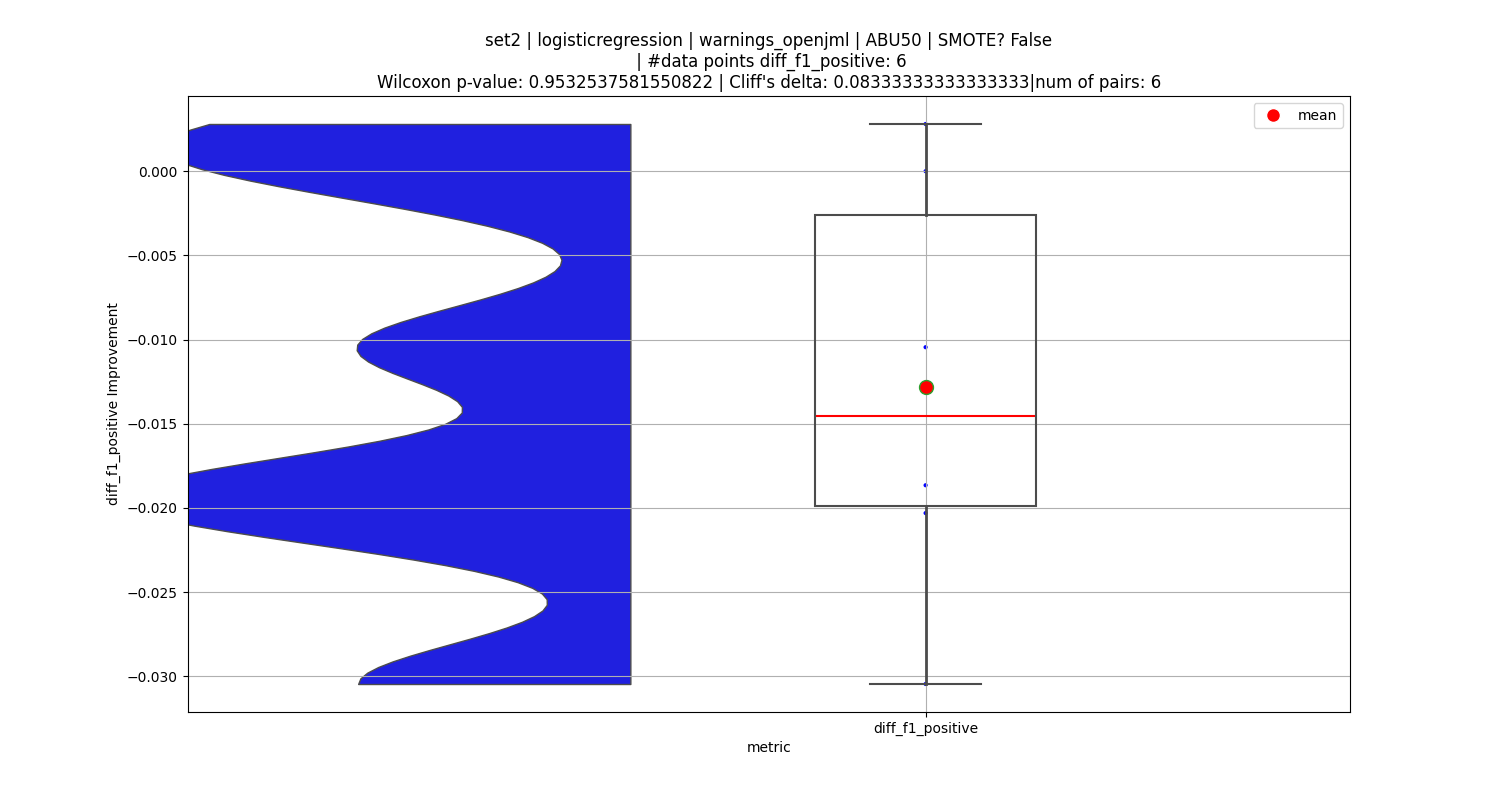 set2 | logisticregression | warnings_openjml | ABU50 | SMOTE? False
| #data points diff_f1_positive: 6
Wilcoxon p-value: 0.9532537581550822 | Cliff's delta: 0.08333333333333333|num of pairs: 6
mean
0.000
−0.005
−0.010
−0.015
−0.020
−0.025
−0.030
diff_f1_positive Improvement
diff_f1_positive
metric